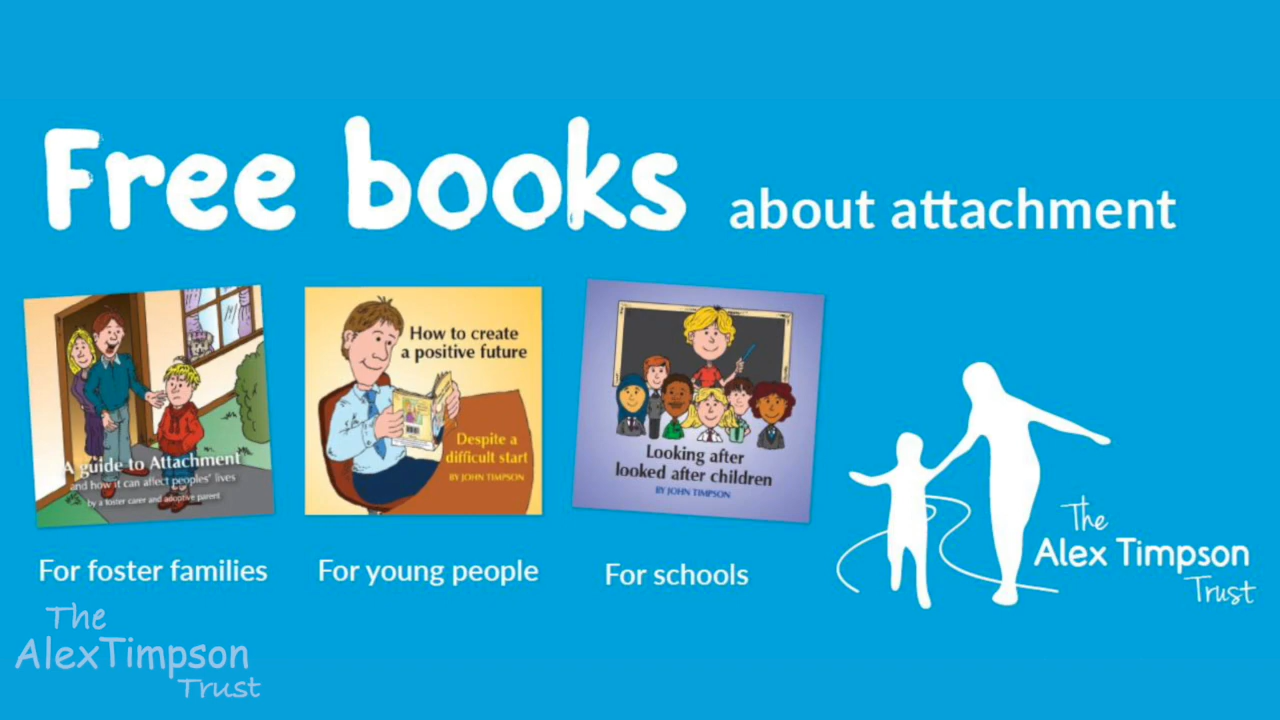 Free books about attachment
A guide to Attachment
and how it can affect peoples' lives
by a foster carer and adoptive parent
How to create
a positive future
Despite a
difficult start
BY JOHN TIMPSON
Looking after
looked after children
BY JOHN TIMPSON
For foster families
For young people
For schools
The
Alex Timpson
Trust
The
AlexTimpson
Trust